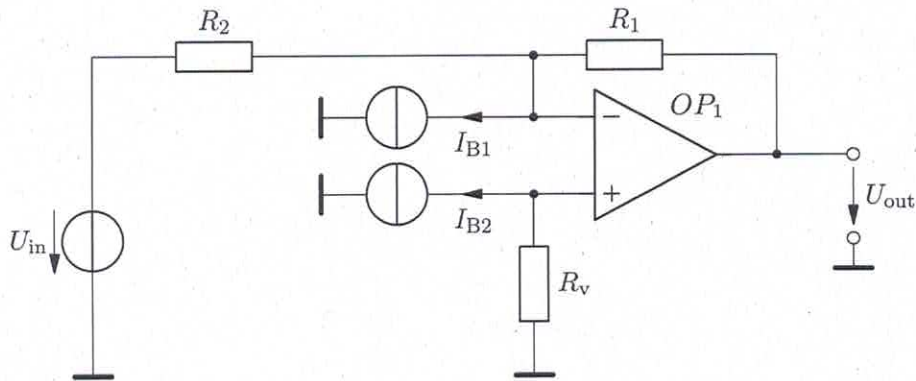 R2
R1
OP1
−
IB1
+
IB2
Uout
Uin
Rv